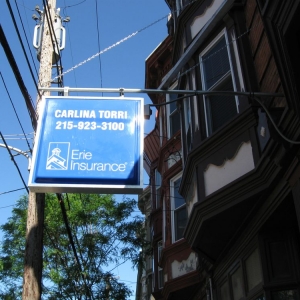 CARLINA TORRI
215-923-3100
Erie
Insurance®